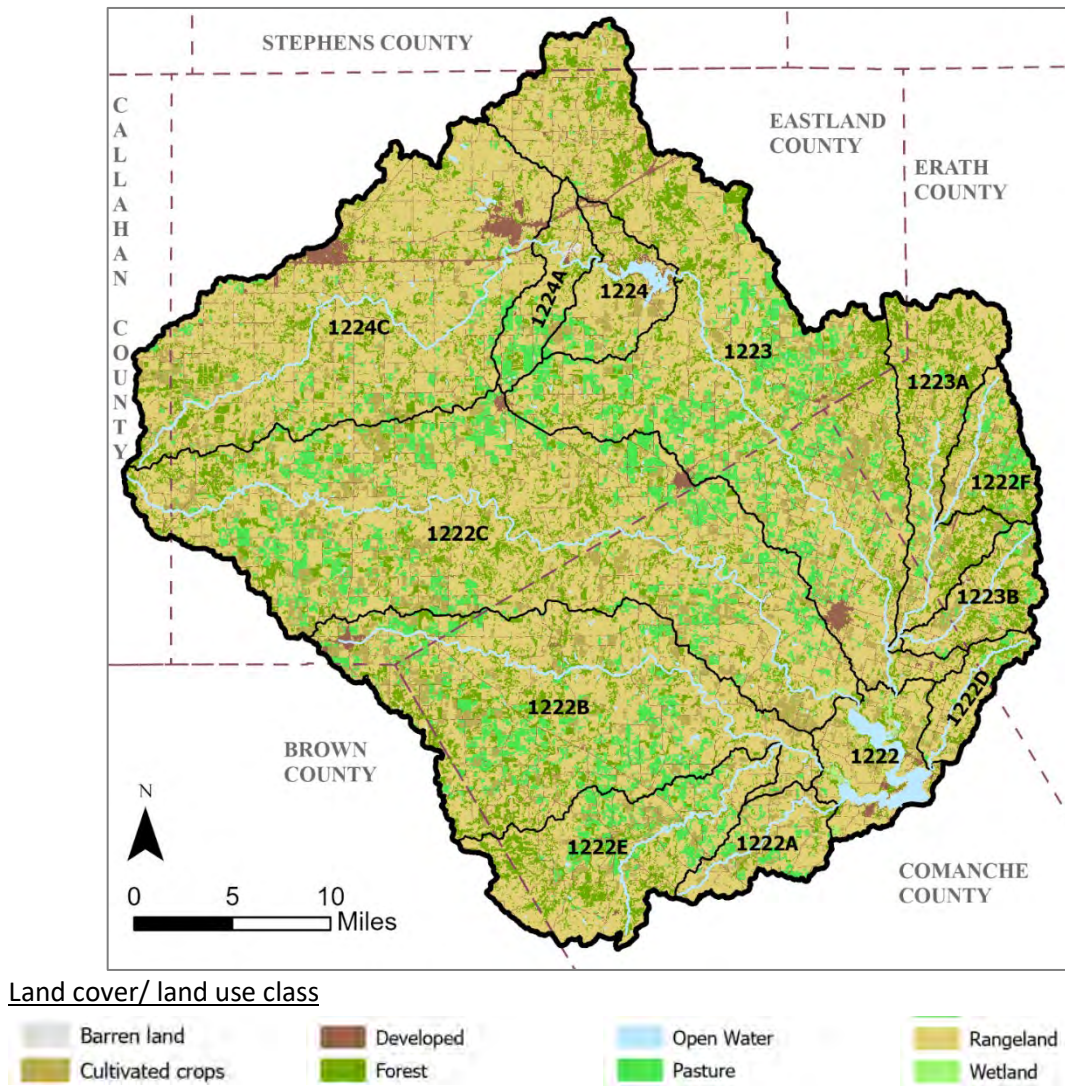 STEPHENS COUNTY
CALLAHAN COUNTY
EASTLAND
COUNTY
ERATH
COUNTY
1224A
1224
1224C
1223
1223A
1222F
1222C
1223B
1222D
1222B
1222
BROWN
COUNTY
1222E
1222A
COMANCHE
COUNTY
N
0 5 10
Miles
Land cover/ land use class
Barren land Developed Open Water Rangeland
Cultivated crops Forest Pasture Wetland